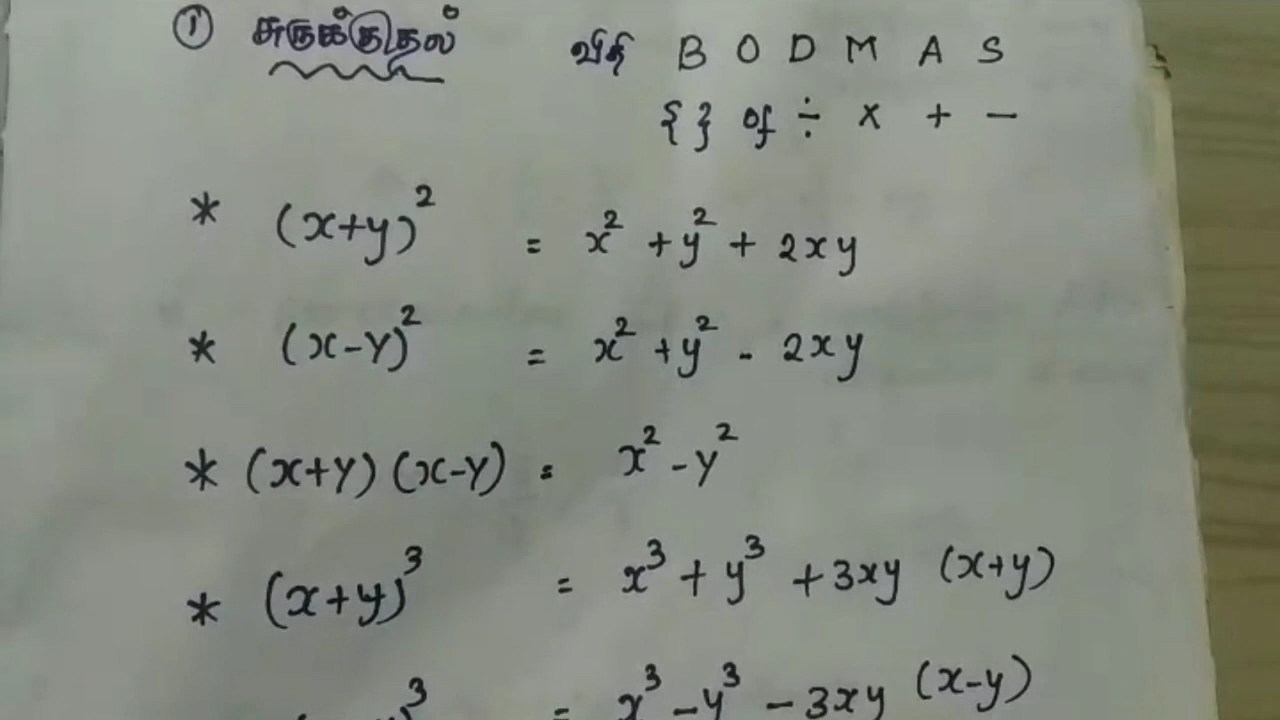 ① சுருக்குதல் விதி B O D M A S
{ } of ÷ × + −
* (x+y)² = x² + y² + 2xy
* (x-y)² = x² + y² - 2xy
* (x+y) (x-y) = x² - y²
* (x+y)³ = x³ + y³ + 3xy (x+y)
³ = x³ - y³ - 3xy (x-y)